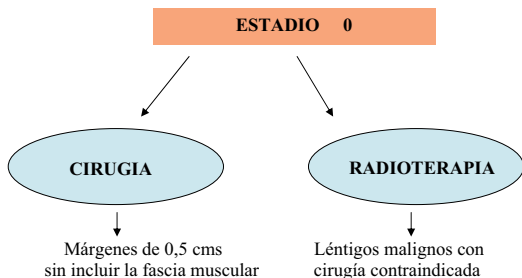 ESTADIO 0
CIRUGIA
RADIOTERAPIA
Márgenes de 0,5 cms
sin incluir la fascia muscular
Léntigos malignos con
cirugía contraindicada